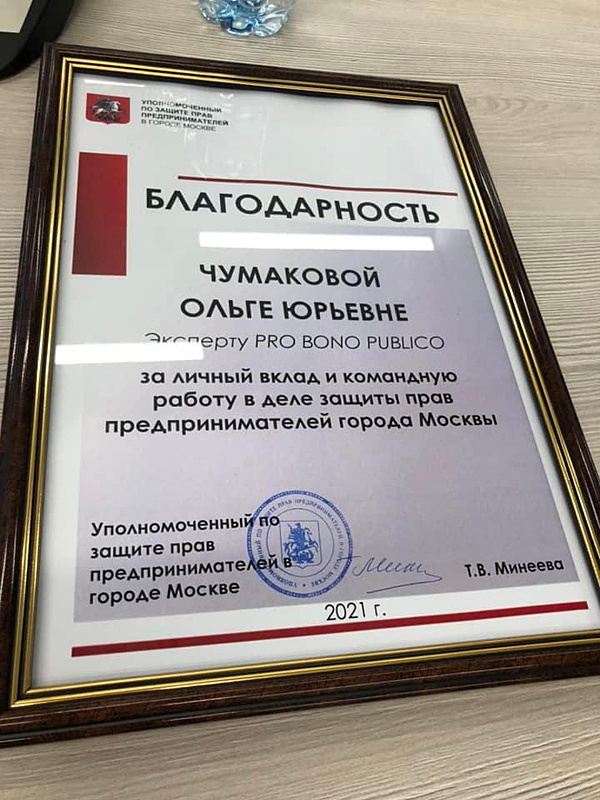 УПОЛНОМОЧЕННЫЙ
ПО ЗАЩИТЕ ПРАВ
ПРЕДПРИНИМАТЕЛЕЙ
В ГОРОДЕ МОСКВЕ
БЛАГОДАРНОСТЬ
ЧУМАКОВОЙ
ОЛЬГЕ ЮРЬЕВНЕ
Эксперту PRO BONO PUBLICO
за личный вклад и командную
работу в деле защиты прав
предпринимателей города Москвы
Уполномоченный по
защите прав
предпринимателей в
городе Москве
Т.В. Минеева
2021 г.